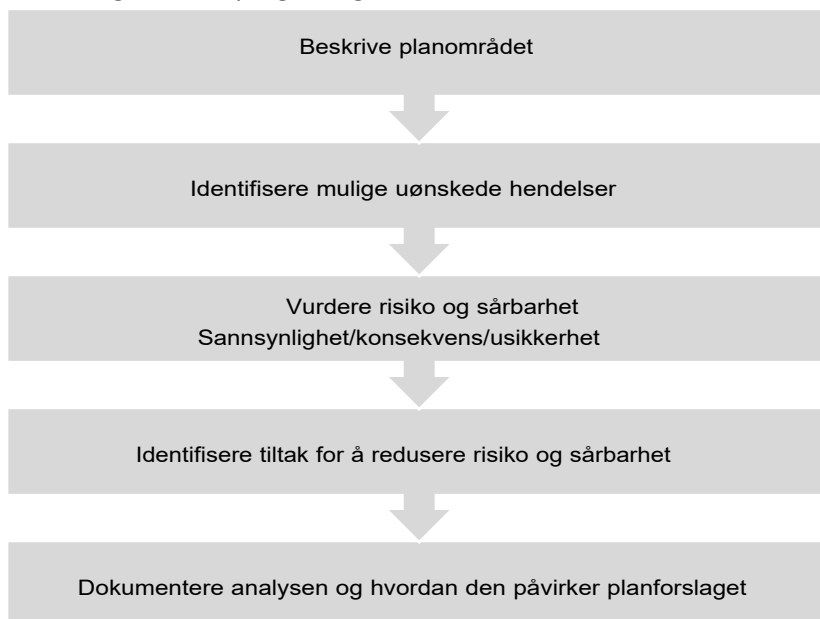 Beskrive planområdet
Identifisere mulige uønskede hendelser
Vurdere risiko og sårbarhet
Sannsynlighet/konsekvens/usikkerhet
Identifisere tiltak for å redusere risiko og sårbarhet
Dokumentere analysen og hvordan den påvirker planforslaget